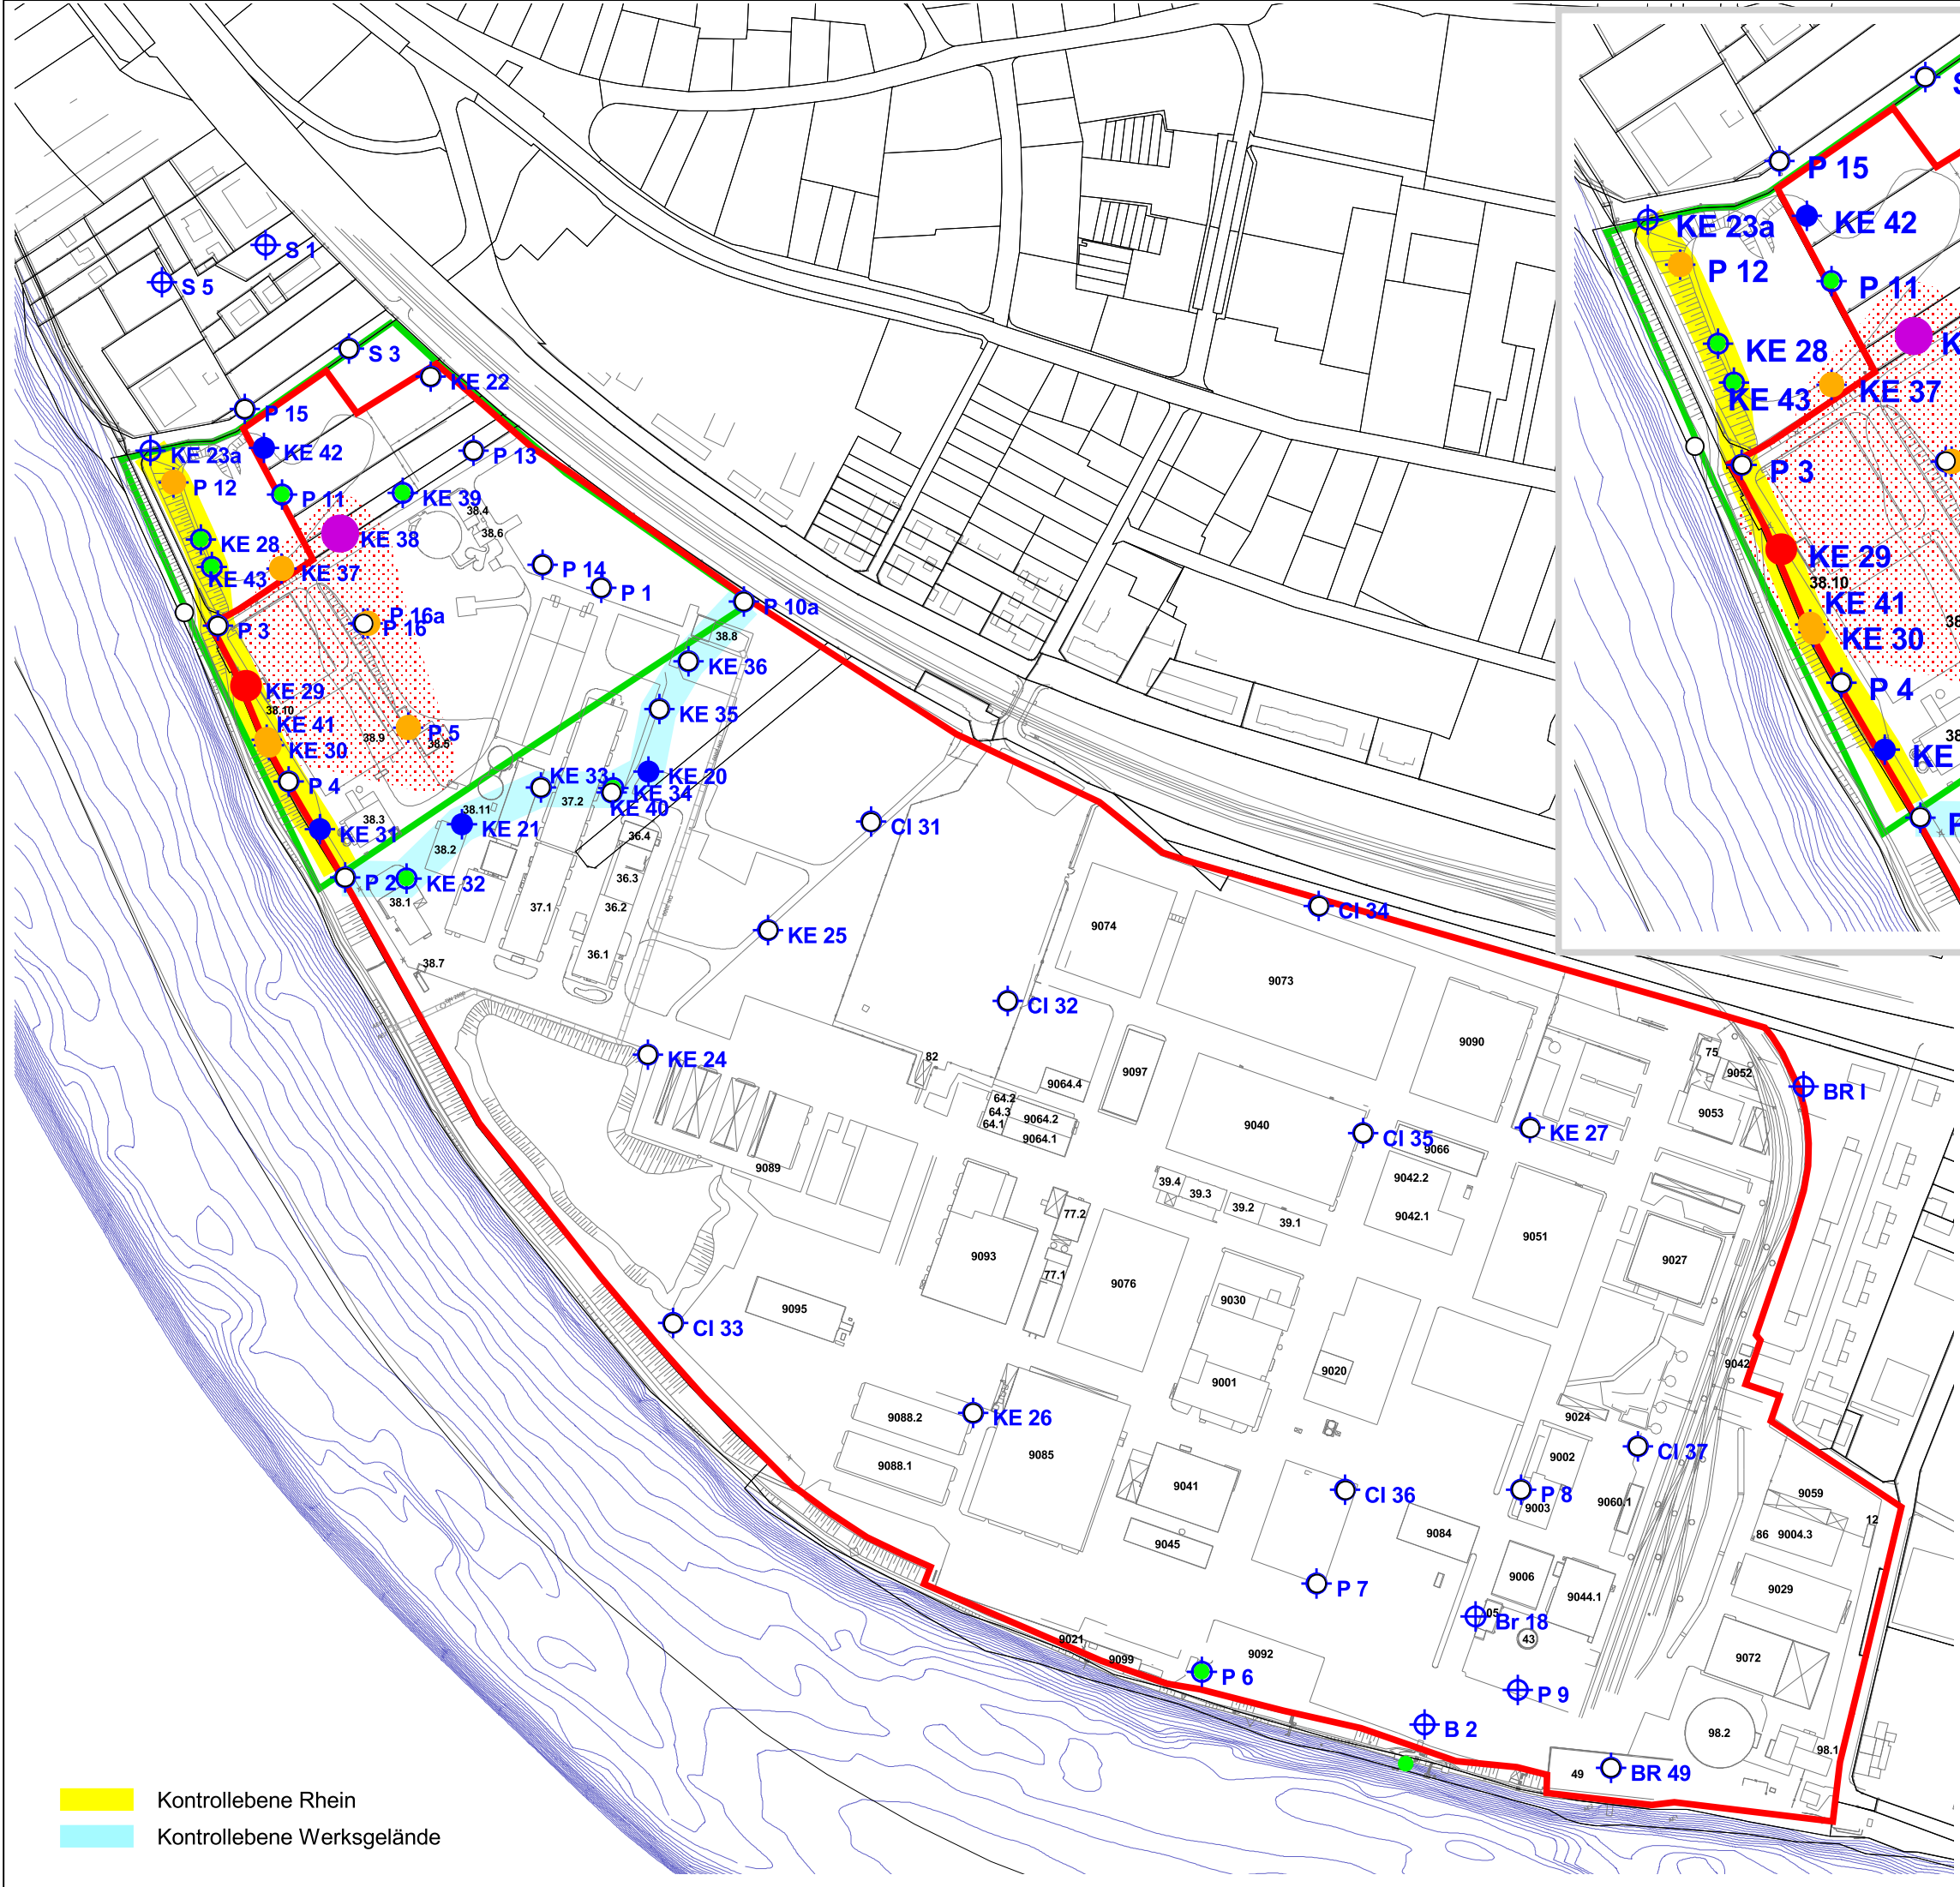 S 1
S 5
S 3
KE 22
P 15
KE 23a
KE 42
P 13
P 12
P 11
KE 39
38.4
38.6
KE 28
KE 38
KE 43
KE 37
P 14
P 1
P 10a
P 16a
P 16
P 3
38.8
KE 36
KE 29
38.10
KE 35
KE 41
KE 30
38.9
P 5
38.5
P 4
KE 33
KE 20
37.2
KE 34
KE 40
38.11
38.3
KE 31
KE 21
36.4
38.2
P 2
KE 32
36.3
38.1
37.1
36.2
36.1
38.7
CI 31
KE 25
CI 34
9074
9073
CI 32
KE 24
82
9064.4
9097
64.2
64.3
64.1
9064.2
9064.1
9090
75
9052
BR I
9053
9040
CI 35
KE 27
9066
9089
9042.2
9042.1
39.4
39.3
39.2
39.1
77.2
9093
77.1
9076
9051
9027
9030
9095
CI 33
9020
9042
9001
9088.2
KE 26
9024
9085
9088.1
9002
CI 37
9041
CI 36
P 8
9003
9060.1
9059
12
86
9004.3
9084
9045
P 7
9006
9044.1
9029
05
Br 18
43
9021
9099
9092
P 6
9072
P 9
B 2
98.2
98.1
49
BR 49
P 15
KE 23a
KE 42
P 12
P 11
KE 28
KE 43
KE 37
P 3
KE 29
38.10
KE 41
KE 30
P 4
KE
Kontrollebene Rhein
Kontrollebene Werksgelände